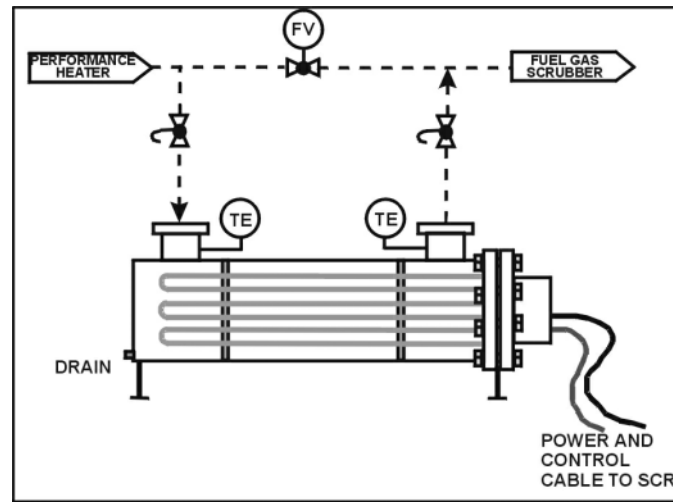 FV
PERFORMANCE
HEATER
FUEL GAS
SCRUBBER
TE
TE
DRAIN
POWER AND
CONTROL
CABLE TO SCR